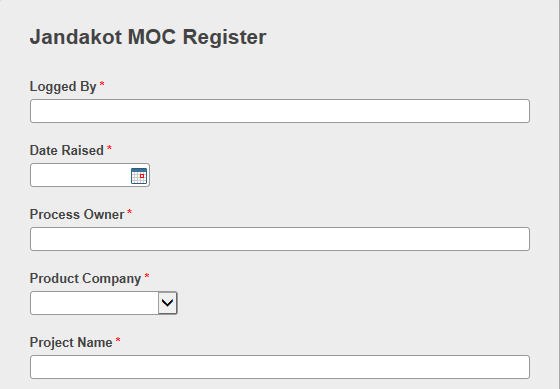 Jandakot MOC Register
Logged By *
Date Raised *
Process Owner *
Product Company *
Project Name *